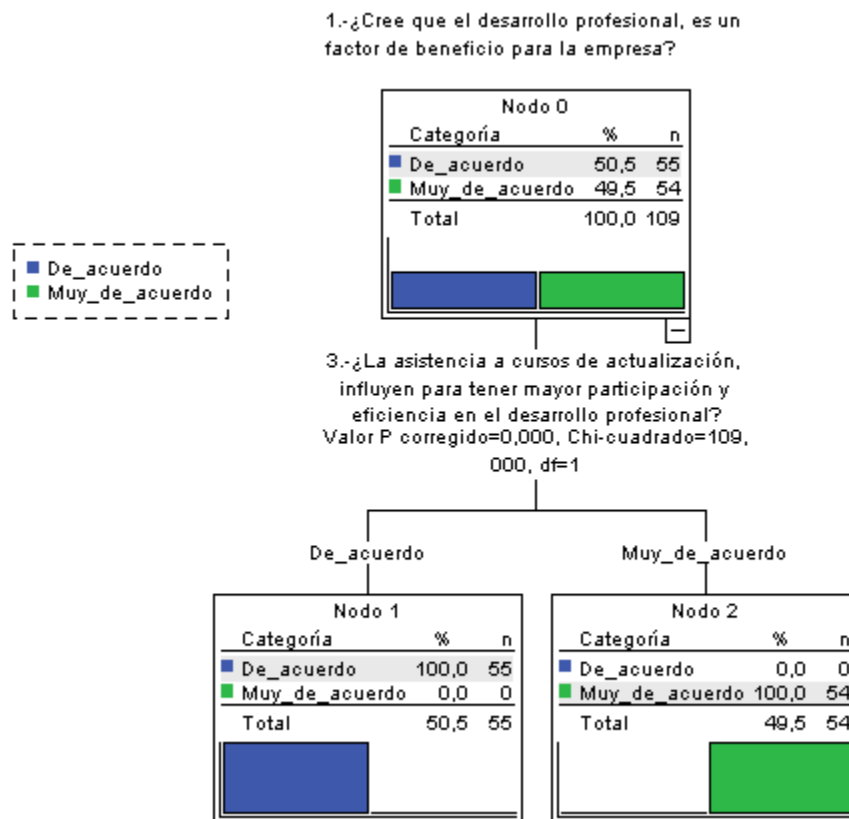 1.-¿Cree que el desarrollo profesional, es un
factor de beneficio para la empresa?
Nodo 0
Categoría % n
De_acuerdo 50,5 55
Muy_de_acuerdo 49,5 54
Total 100,0 109
De_acuerdo
Muy_de_acuerdo
3.-¿La asistencia a cursos de actualización,
influyen para tener mayor participación y
eficiencia en el desarrollo profesional?
Valor P corregido=0,000, Chi-cuadrado=109,
000, df=1
De_acuerdo
Muy_de_acuerdo
Nodo 1
Categoría % n
De_acuerdo 100,0 55
Muy_de_acuerdo 0,0 0
Total 50,5 55
Nodo 2
Categoría % n
De_acuerdo 0,0 0
Muy_de_acuerdo 100,0 54
Total 49,5 54